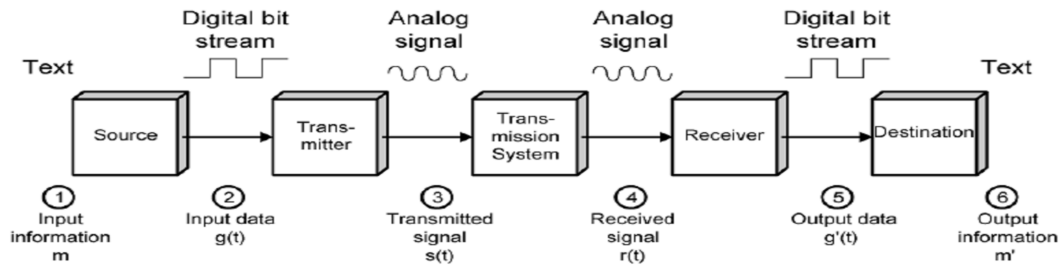 Digital bit
stream
Analog
signal
Analog
signal
Digital bit
stream
Text
Text
Source
Trans-
mitter
Trans-
mission
System
Receiver
Destination
1
Input
information
m
2
Input data
g(t)
3
Transmitted
signal
s(t)
4
Received
signal
r(t)
5
Output data
g'(t)
6
Output
information
m'